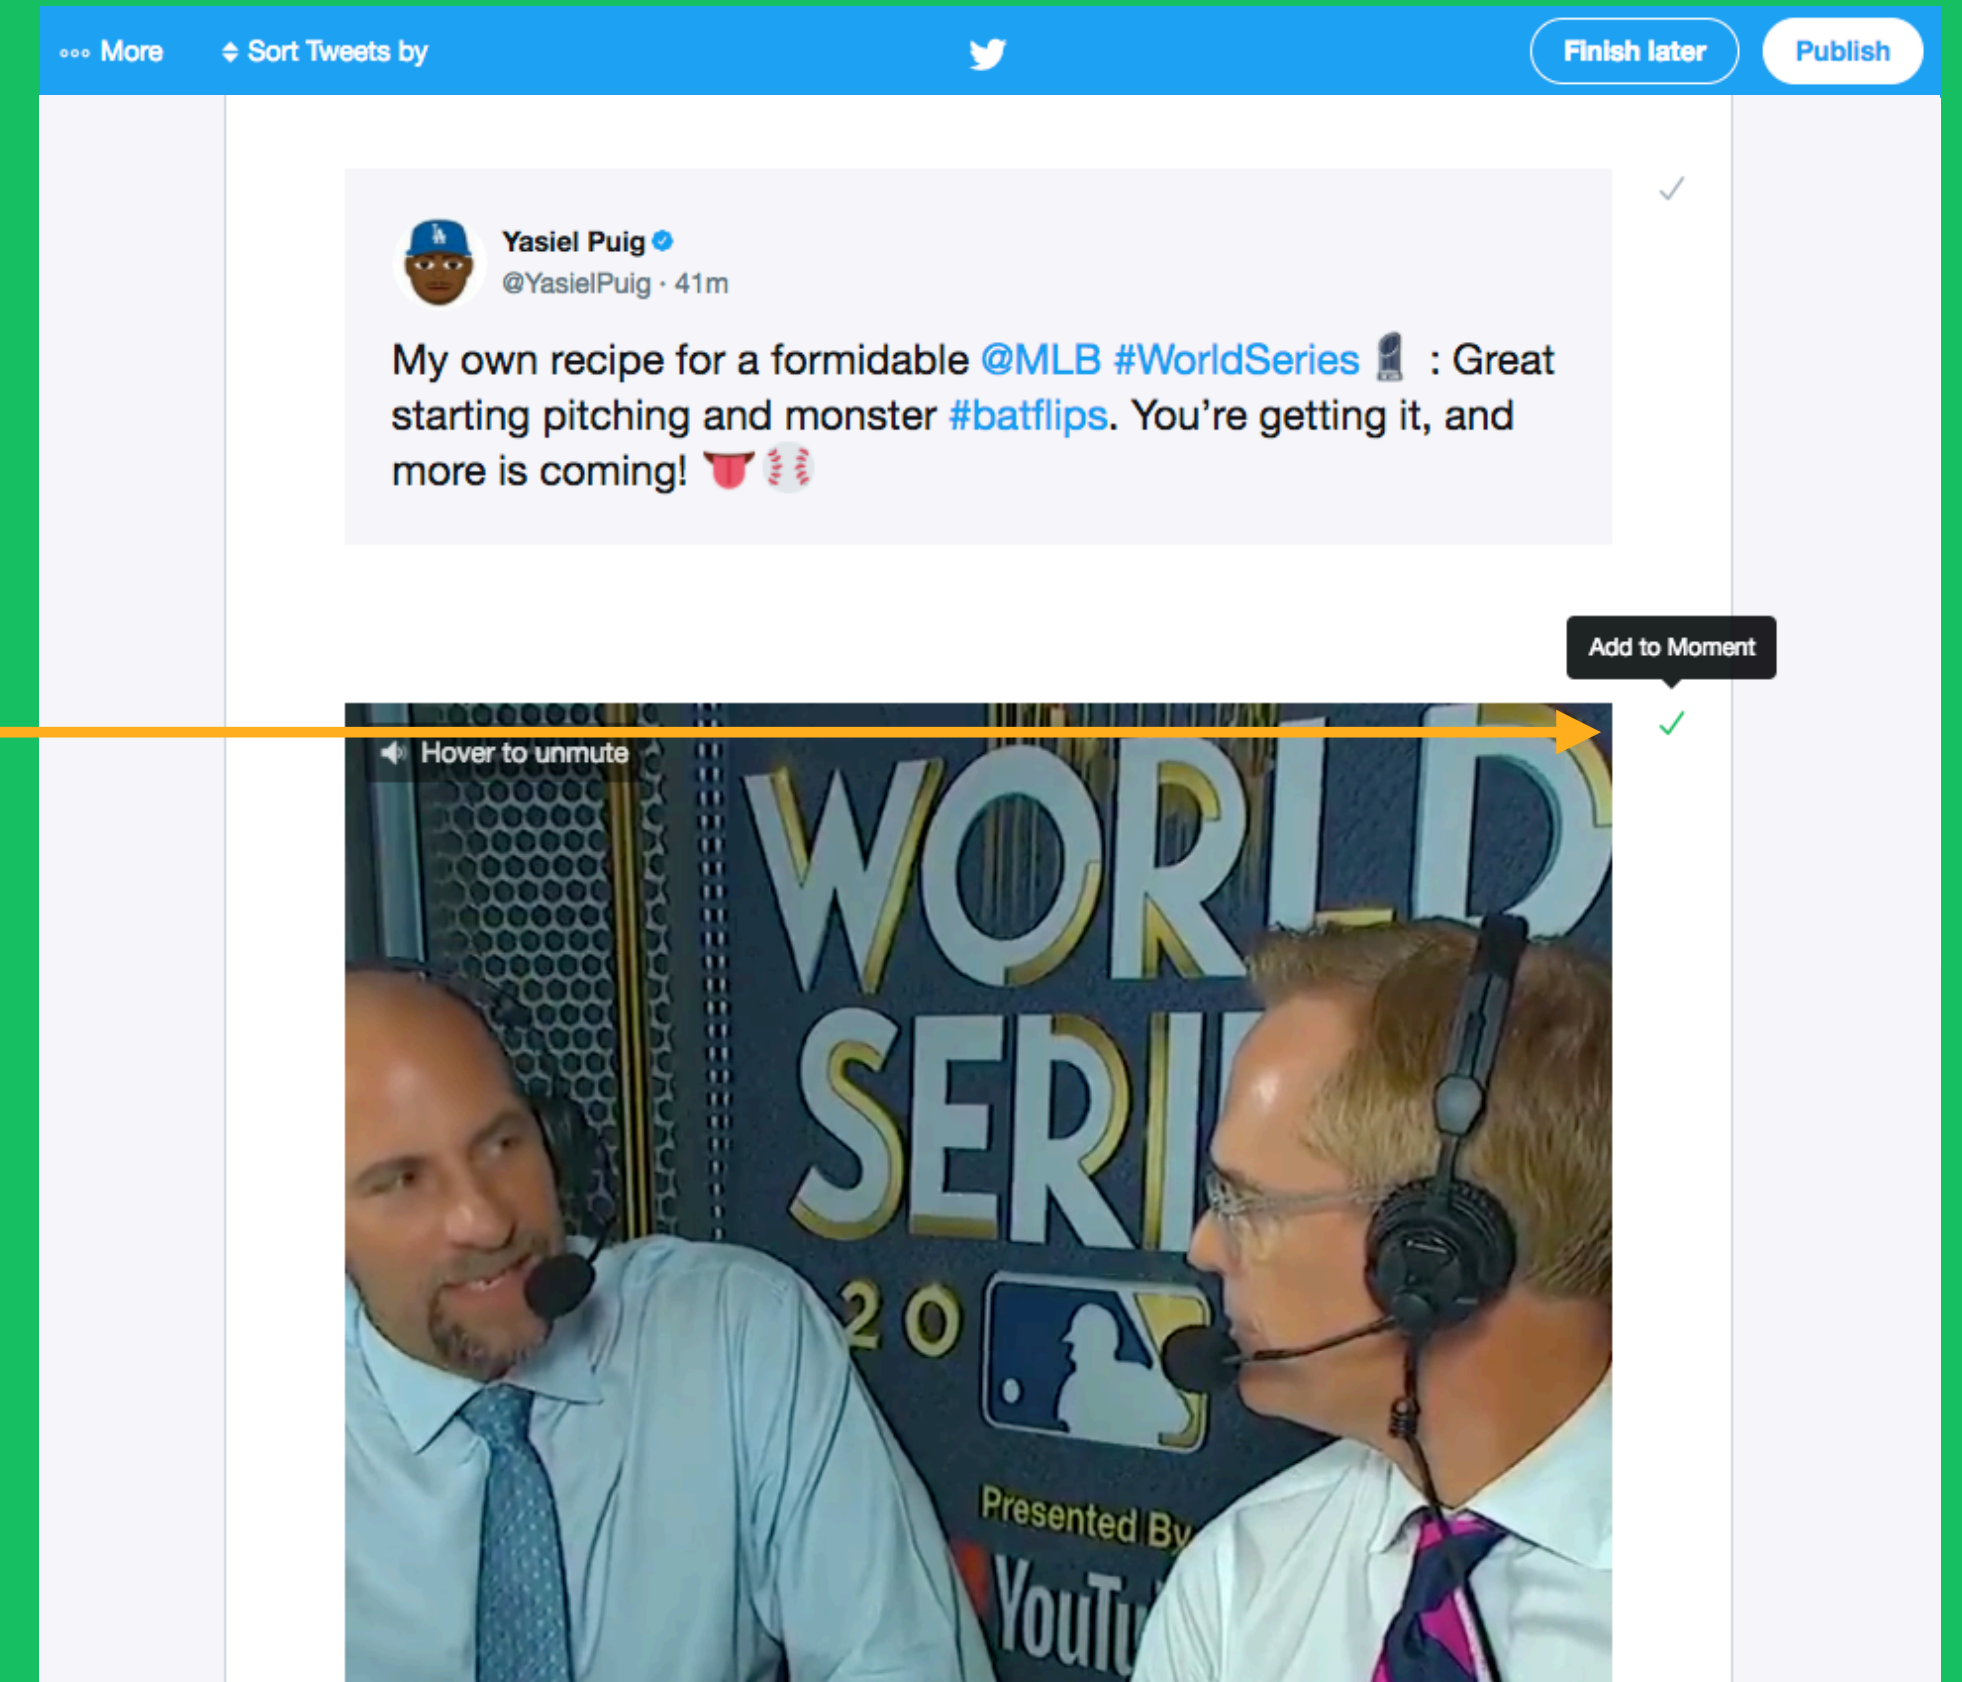 More
Sort Tweets by
Finish later
Publish
Yasiel Puig
@YasielPuig · 41m
My own recipe for a formidable @MLB #WorldSeries : Great
starting pitching and monster #batflips. You’re getting it, and
more is coming!
Add to Moment
Hover to unmute
WORLD
SERI
20
Presented By
YouTu